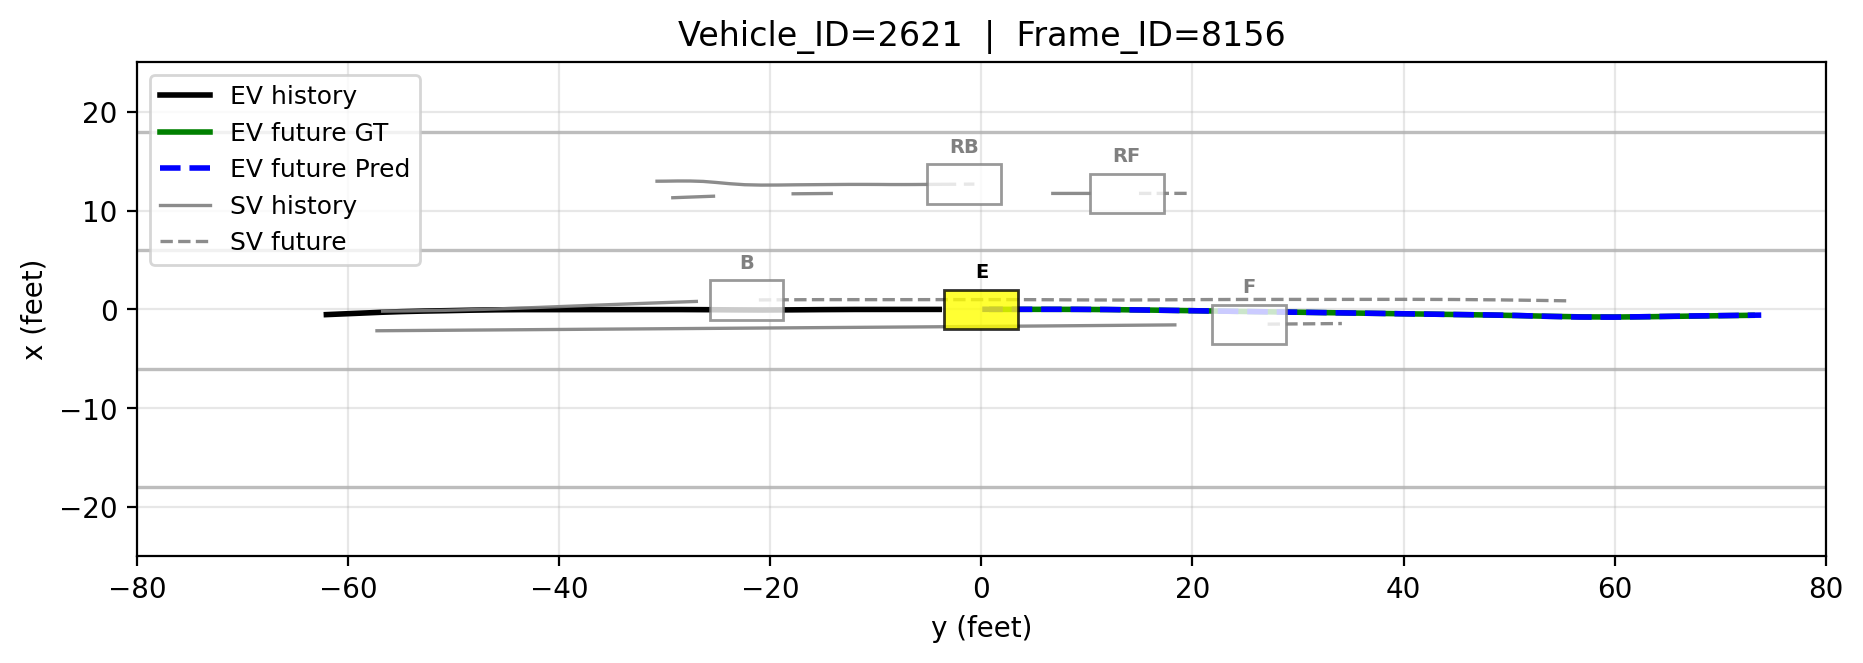 Vehicle_ID=2621 | Frame_ID=8156
EV history
EV future GT
EV future Pred
SV history
SV future
RB
RF
B
E
F
20
10
0
−10
−20
x (feet)
−80
−60
−40
−20
0
20
40
60
80
y (feet)